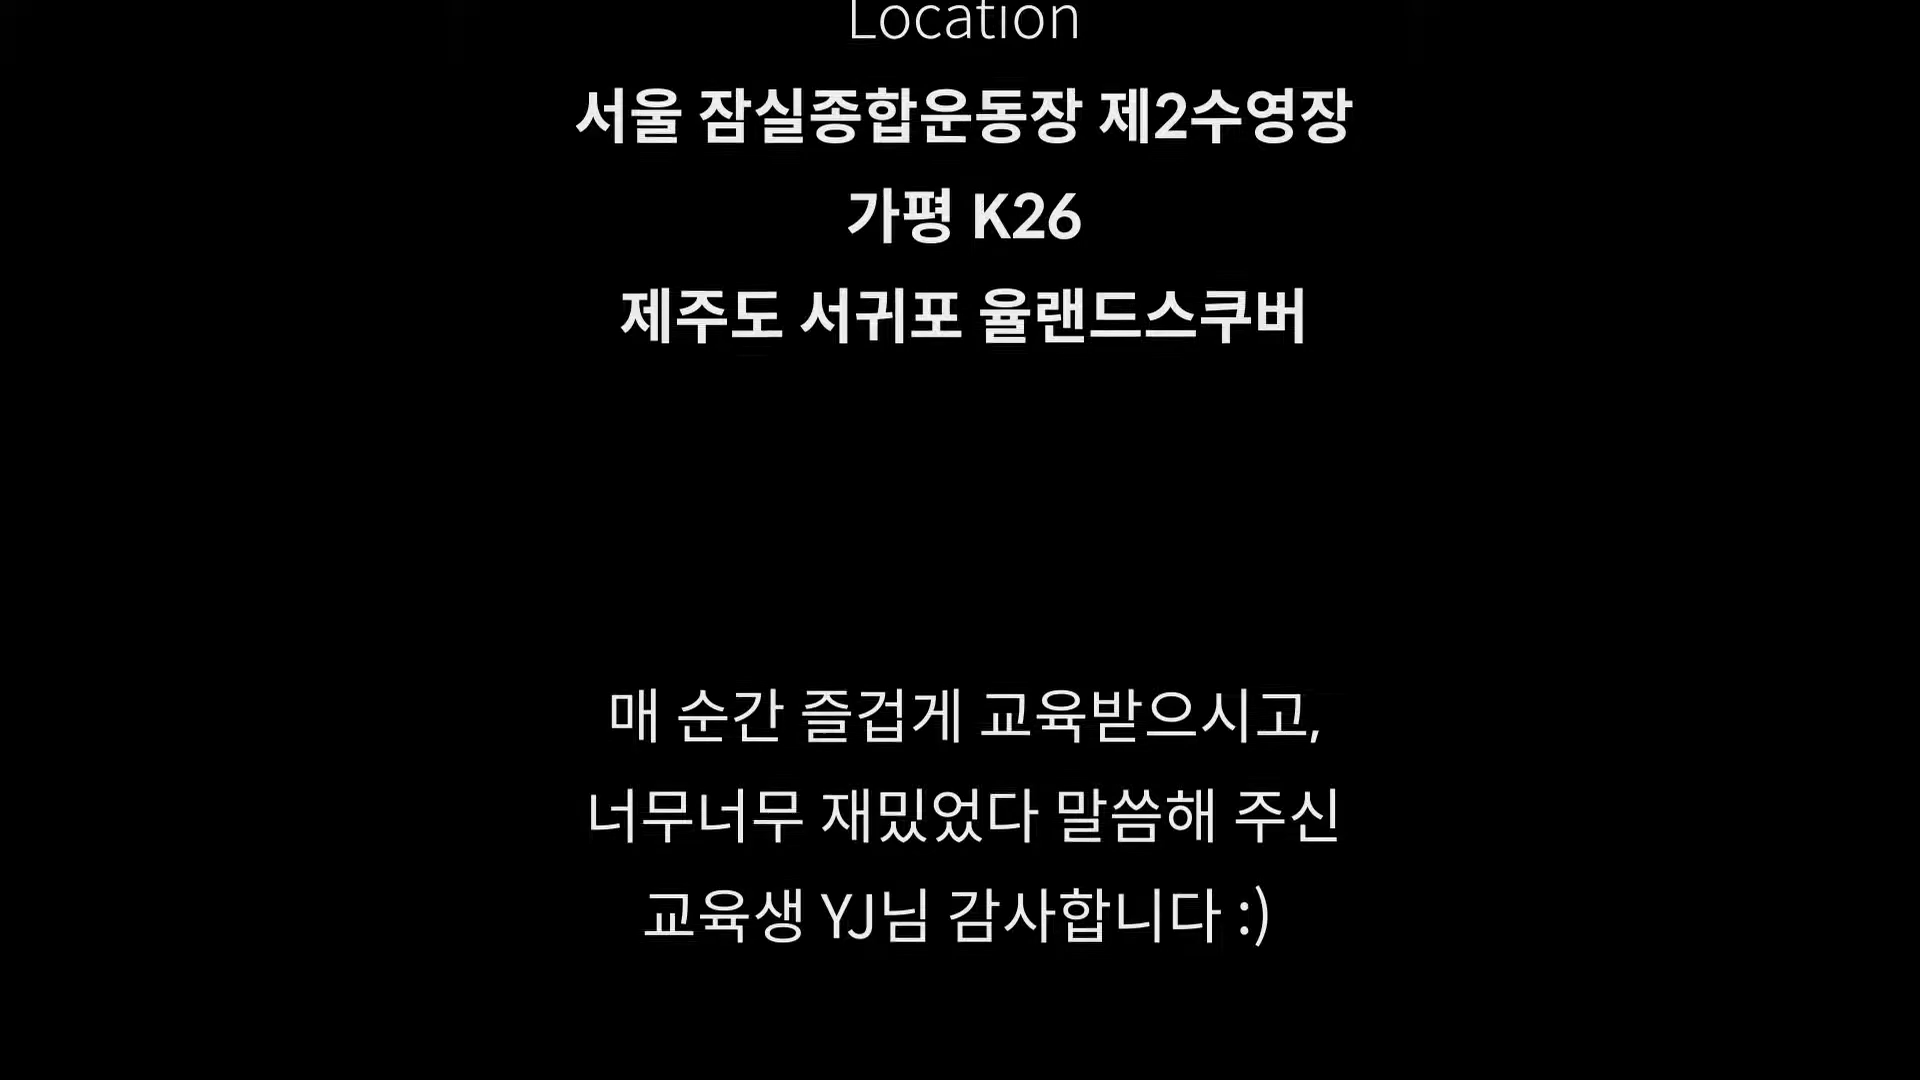 Location
서울 잠실종합운동장 제2수영장
가평 K26
제주도 서귀포 율랜드스쿠버
매 순간 즐겁게 교육받으시고,
너무너무 재밌었다 말씀해 주신
교육생 YJ님 감사합니다 :)